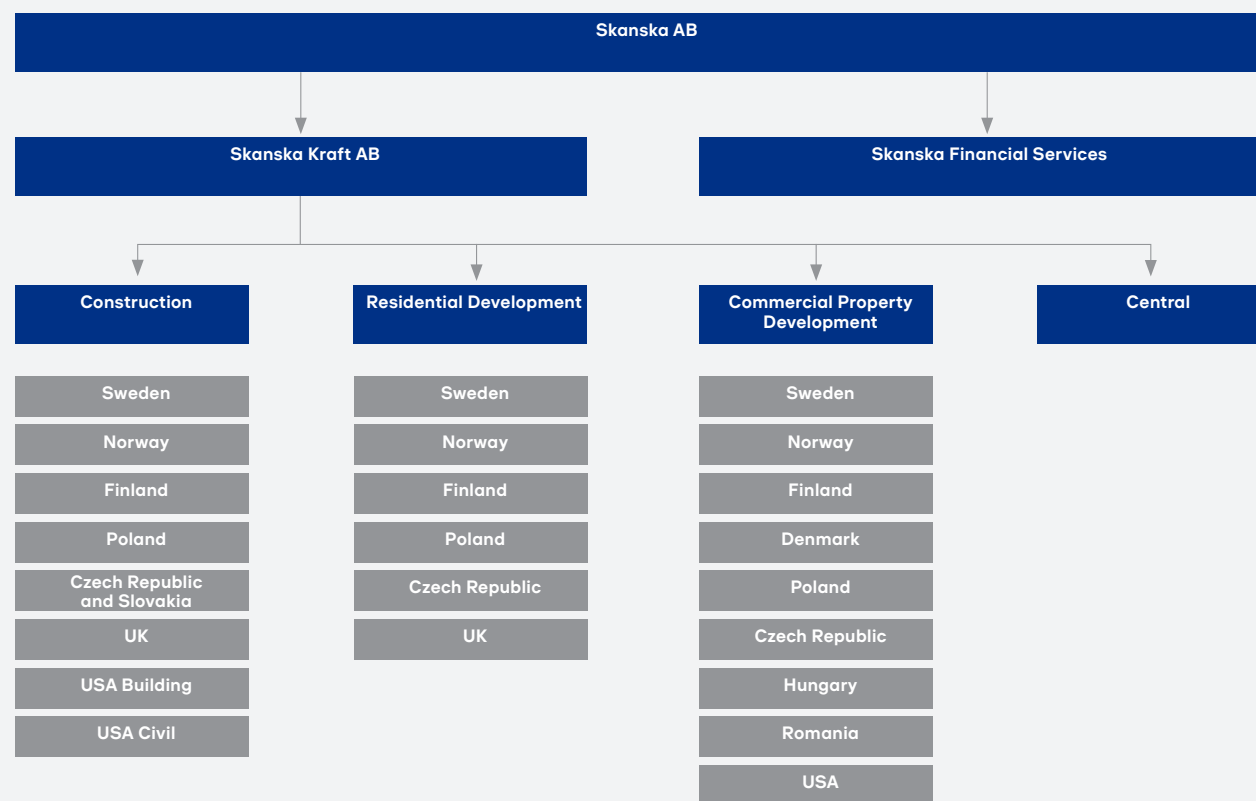 Skanska AB
Skanska Kraft AB
Skanska Financial Services
Construction
Residential Development
Commercial Property
Development
Central
Sweden
Norway
Finland
Poland
Czech Republic
and Slovakia
UK
USA Building
USA Civil
Sweden
Norway
Finland
Poland
Czech Republic
UK
Sweden
Norway
Finland
Denmark
Poland
Czech Republic
Hungary
Romania
USA